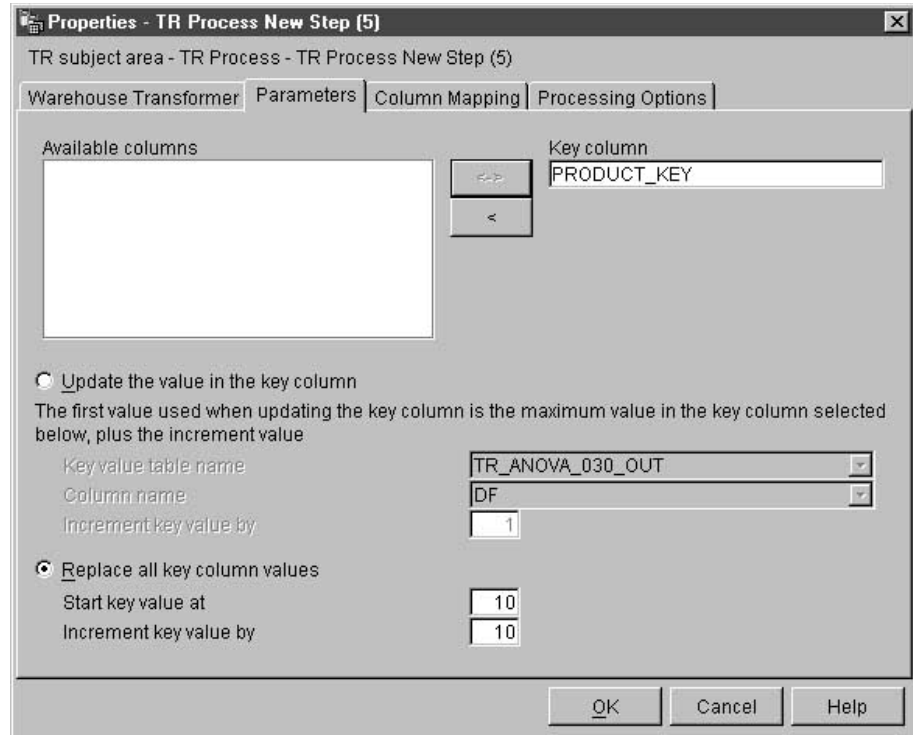 Properties - TR Process New Step (5)
TR subject area - TR Process - TR Process New Step (5)
Warehouse Transformer Parameters Column Mapping Processing Options
Available columns
Key column
<->
PRODUCT_KEY
<
Update the value in the key column
The first value used when updating the key column is the maximum value in the key column selected
below, plus the increment value
Key value table name TR_ANOVA_030_OUT
Column name DF
Increment key value by 1
Replace all key column values
Start key value at 10
Increment key value by 10
OK Cancel Help